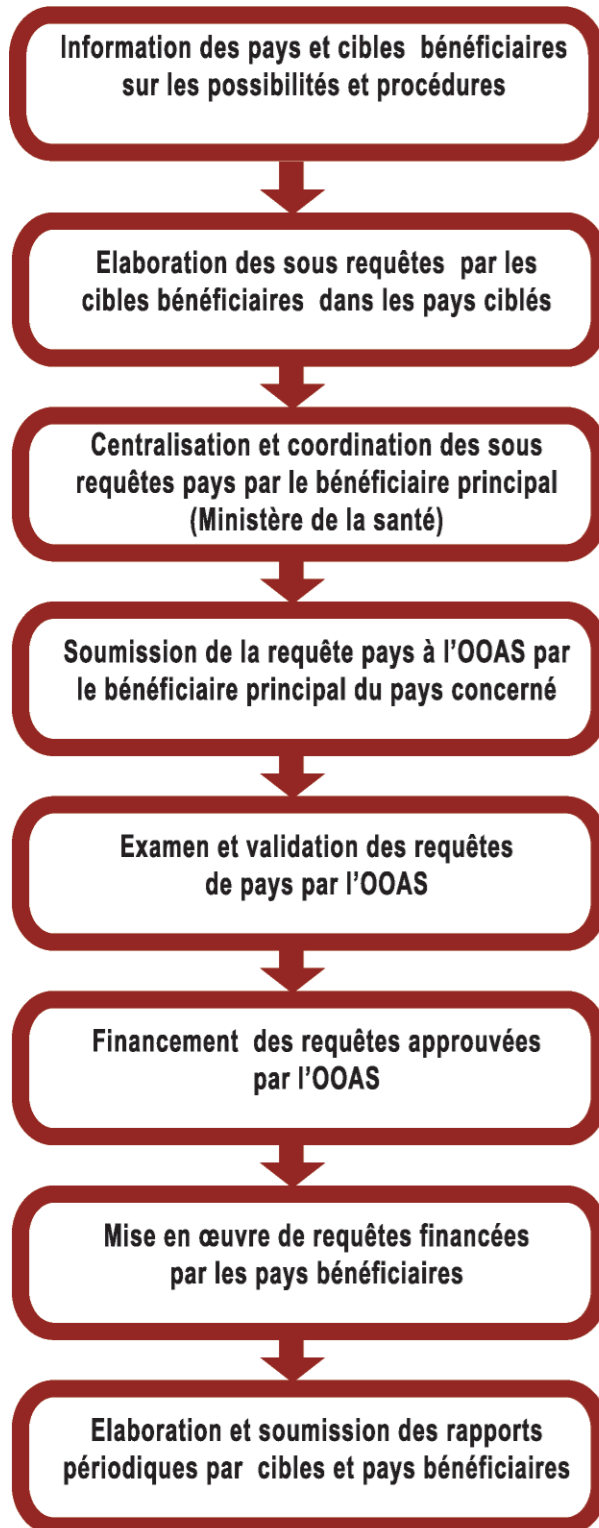 Information des pays et cibles bénéficiaires
sur les possibilités et procédures
Elaboration des sous requêtes par les
cibles bénéficiaires dans les pays ciblés
Centralisation et coordination des sous
requêtes pays par le bénéficiaire principal
(Ministère de la santé)
Soumission de la requête pays à l’OOAS par
le bénéficiaire principal du pays concerné
Examen et validation des requêtes
de pays par l’OOAS
Financement des requêtes approuvées
par l’OOAS
Mise en œuvre de requêtes financées
par les pays bénéficiaires
Elaboration et soumission des rapports
périodiques par cibles et pays bénéficiaires